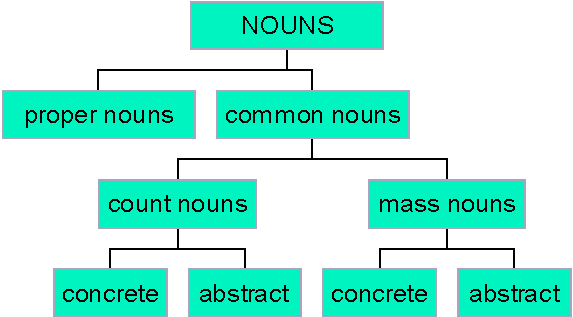 NOUNS
proper nouns
common nouns
count nouns
mass nouns
concrete
abstract
concrete
abstract